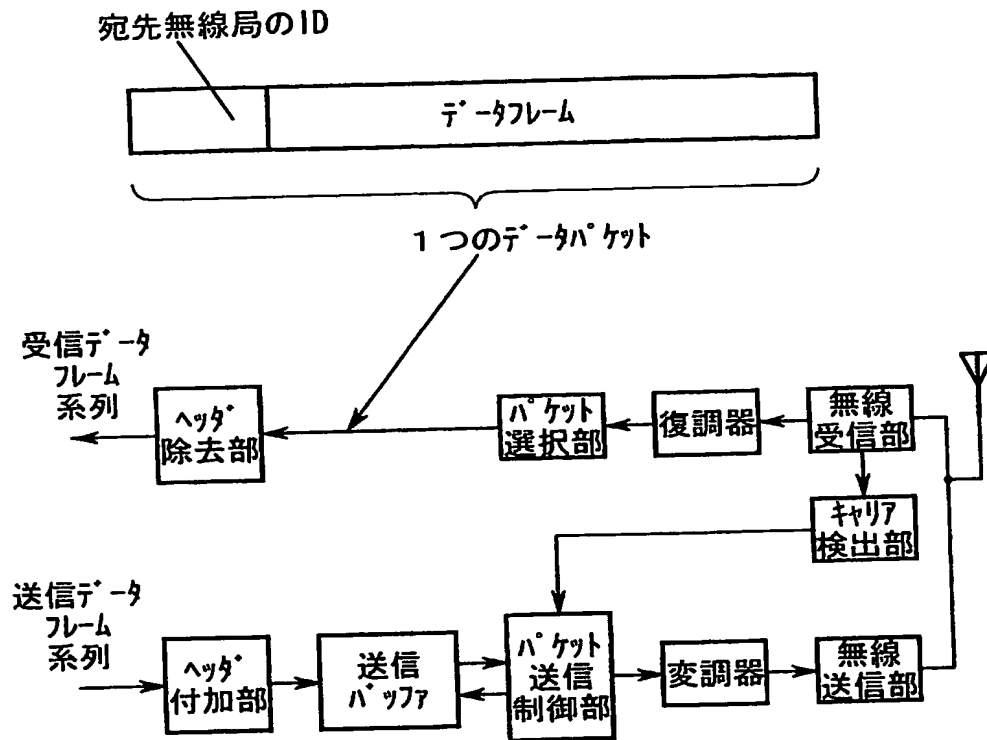 宛先無線局のID
データフレーム
1つのデータパケット
受信データ
フレーム
系列
ヘッダ
除去部
パケット
選択部
復調器
無線
受信部
キャリア
検出部
送信データ
フレーム
系列
ヘッダ
付加部
送信
バッファ
パケット
送信
制御部
変調器
無線
送信部